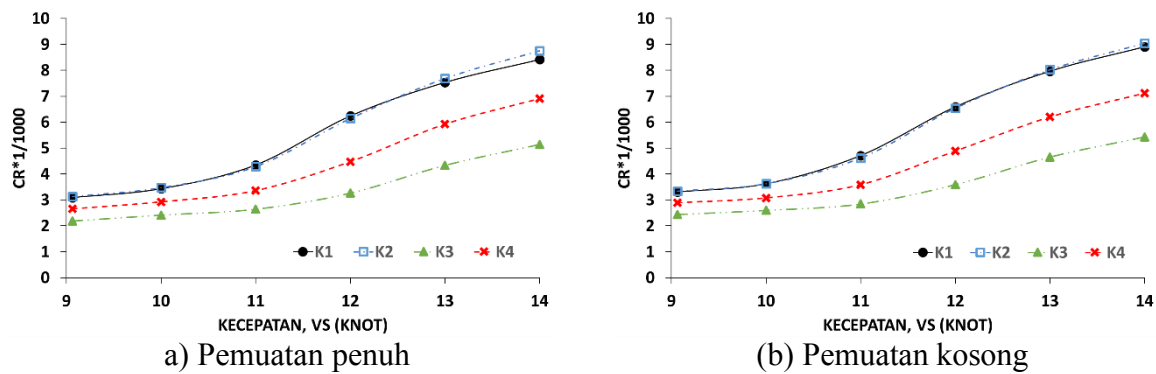 10
9
8
7
6
5
4
3
2
1
0
CR*1/1000
K1 K2 K3 K4
9 10 11 12 13 14
KECEPATAN, VS (KNOT)
a) Pemuatan penuh
10
9
8
7
6
5
4
3
2
1
0
CR*1/1000
K1 K2 K3 K4
9 10 11 12 13 14
KECEPATAN, VS (KNOT)
(b) Pemuatan kosong